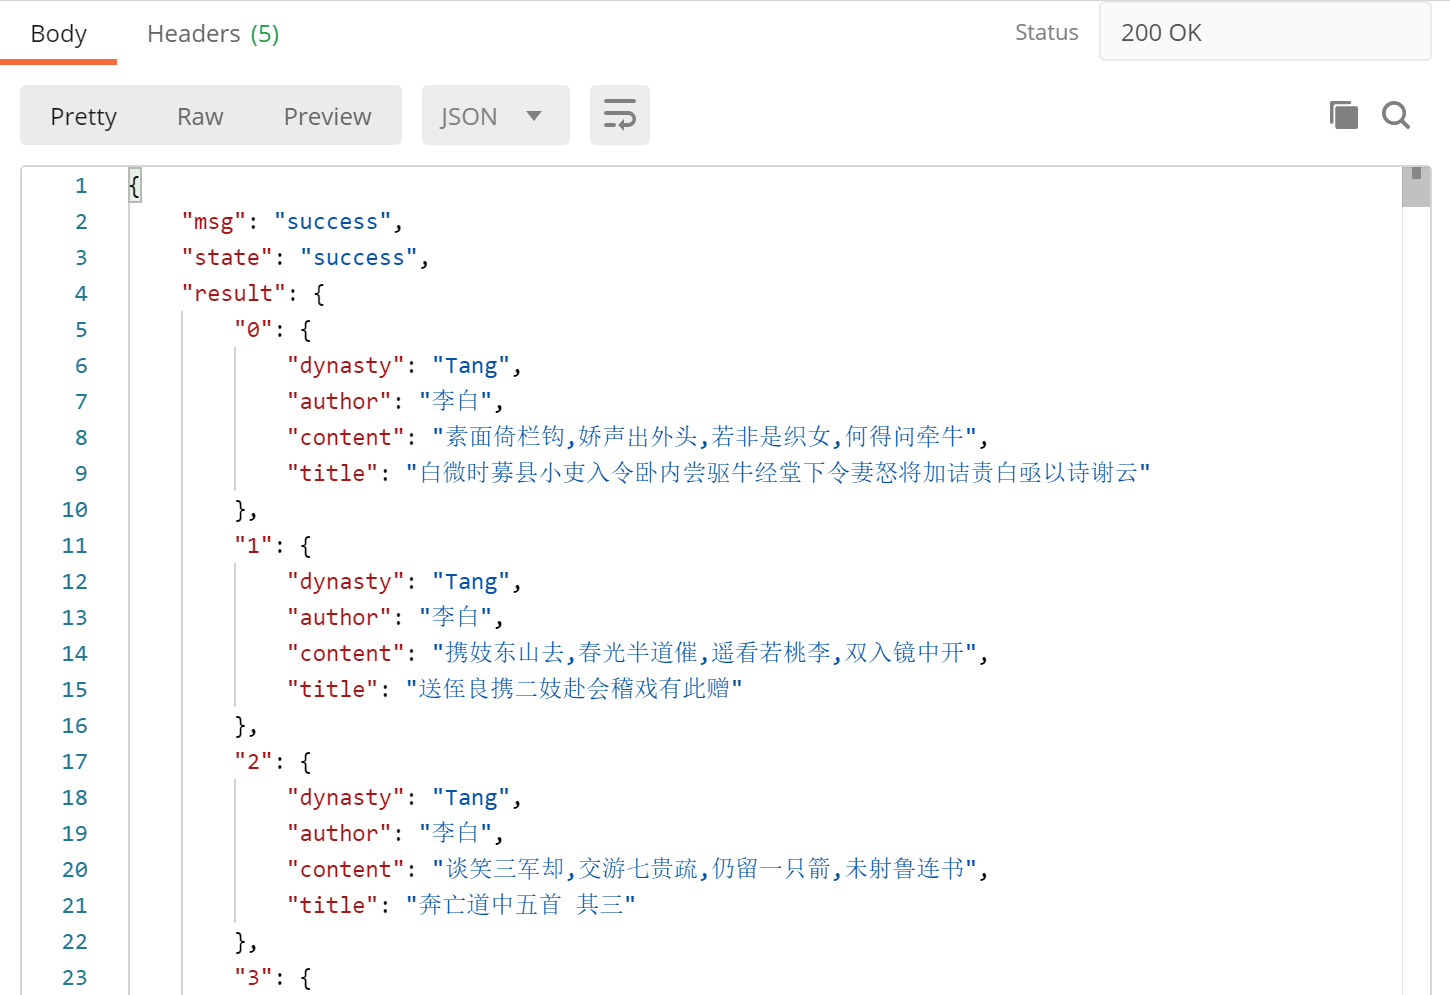 Body Headers (5) Status 200 OK
Pretty Raw Preview JSON
1 {
2 "msg": "success",
3 "state": "success",
4 "result": {
5 "0": {
6 "dynasty": "Tang",
7 "author": "李白",
8 "content": "素面倚栏钩,娇声出外头,若非是织女,何得问牵牛",
9 "title": "白微时募县小吏入令卧内尝驱牛经堂下令妻怒将加诘责白亟以诗谢云"
10 },
11 "1": {
12 "dynasty": "Tang",
13 "author": "李白",
14 "content": "携妓东山去,春光半道催,遥看若桃李,双入镜中开",
15 "title": "送侄良携二妓赴会稽戏有此赠"
16 },
17 "2": {
18 "dynasty": "Tang",
19 "author": "李白",
20 "content": "谈笑三军却,交游七贵疏,仍留一只箭,未射鲁连书",
21 "title": "奔亡道中五首 其三"
22 },
23 "3": {